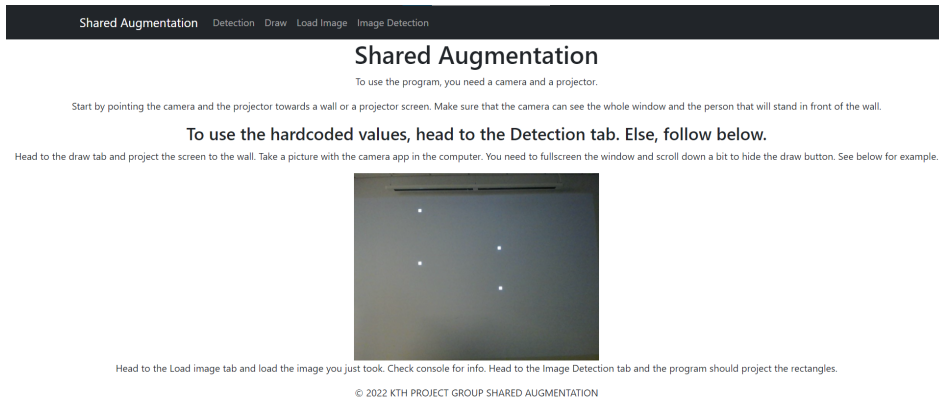 Shared Augmentation Detection Draw Load Image Image Detection
Shared Augmentation
To use the program, you need a camera and a projector.
Start by pointing the camera and the projector towards a wall or a projector screen. Make sure that the camera can see the whole window and the person that will stand in front of the wall.
To use the hardcoded values, head to the Detection tab. Else, follow below.
Head to the draw tab and project the screen to the wall. Take a picture with the camera app in the computer. You need to fullscreen the window and scroll down a bit to hide the draw button. See below for example.
Head to the Load image tab and load the image you just took. Check console for info. Head to the Image Detection tab and the program should project the rectangles.
© 2022 KTH PROJECT GROUP SHARED AUGMENTATION